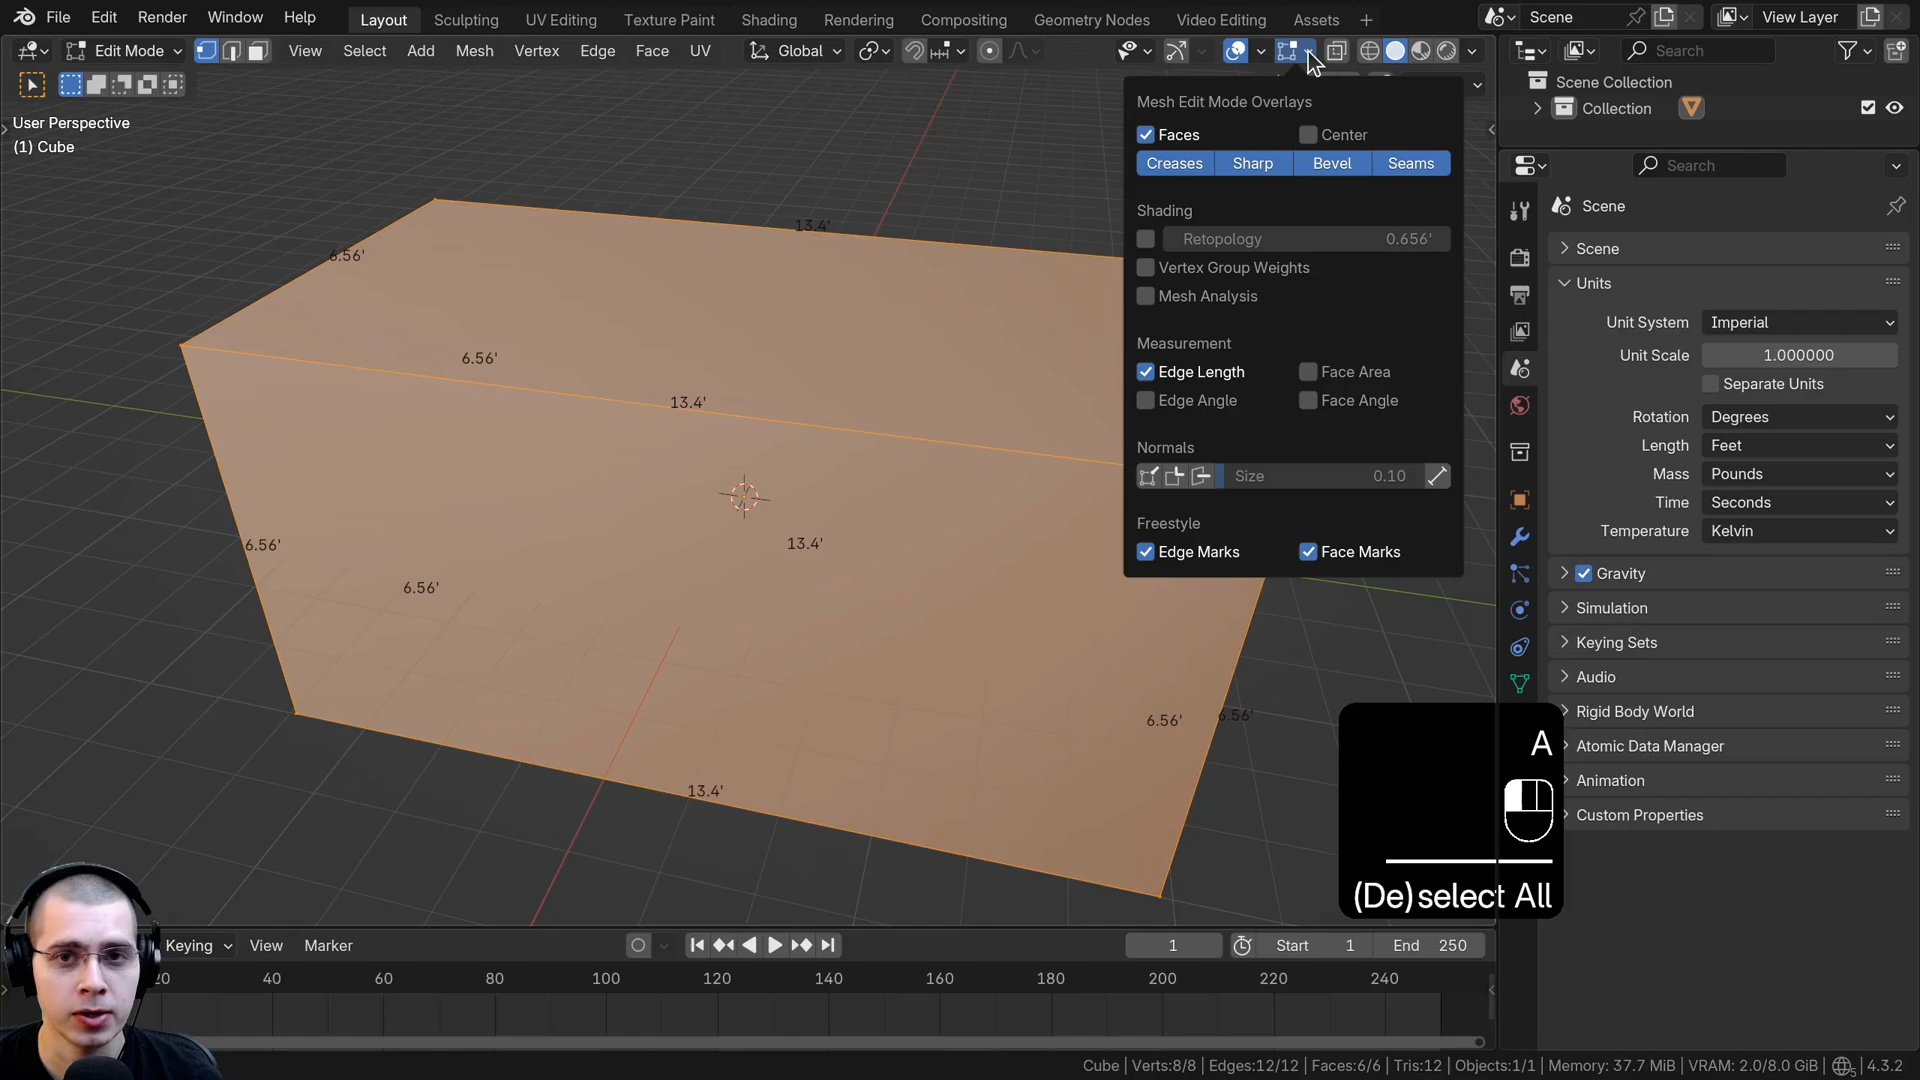 File Edit Render Window Help Layout Sculpting UV Editing Texture Paint Shading Rendering Compositing Geometry Nodes Video Editing Assets + Scene View Layer
Edit Mode View Select Add Mesh Vertex Edge Face UV Global Search
Scene Collection
Collection
User Perspective
(1) Cube
Mesh Edit Mode Overlays
Faces Center
Creases Sharp Bevel Seams
Shading
Retopology 0.656'
Vertex Group Weights
Mesh Analysis
Measurement
Edge Length Face Area
Edge Angle Face Angle
Normals
Size 0.10
Freestyle
Edge Marks Face Marks
13.4'
6.56'
6.56'
13.4'
6.56'
13.4'
6.56'
6.56' 6.56'
13.4'
Search
Scene
Scene
Units
Unit System Imperial
Unit Scale 1.000000
Separate Units
Rotation Degrees
Length Feet
Mass Pounds
Time Seconds
Temperature Kelvin
Gravity
Simulation
Keying Sets
Audio
Rigid Body World
Atomic Data Manager
Animation
Custom Properties
A
(De)select All
Keying View Marker 1 Start 1 End 250
20 40 60 80 100 120 140 160 180 200 220 240
Cube | Verts:8/8 | Edges:12/12 | Faces:6/6 | Tris:12 | Objects:1/1 | Memory: 37.7 MiB | VRAM: 2.0/8.0 GiB | 5 4.3.2